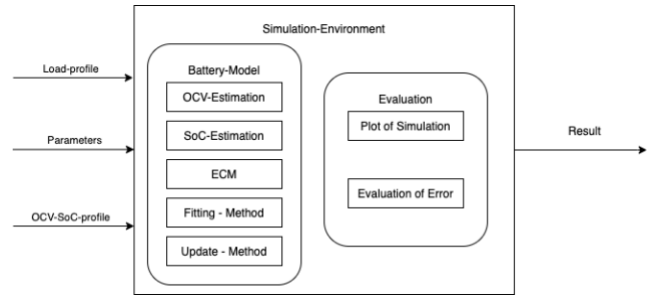 Simulation-Environment
Load-profile
Parameters
OCV-SoC-profile
Battery-Model
OCV-Estimation
SoC-Estimation
ECM
Fitting - Method
Update - Method
Evaluation
Plot of Simulation
Evaluation of Error
Result